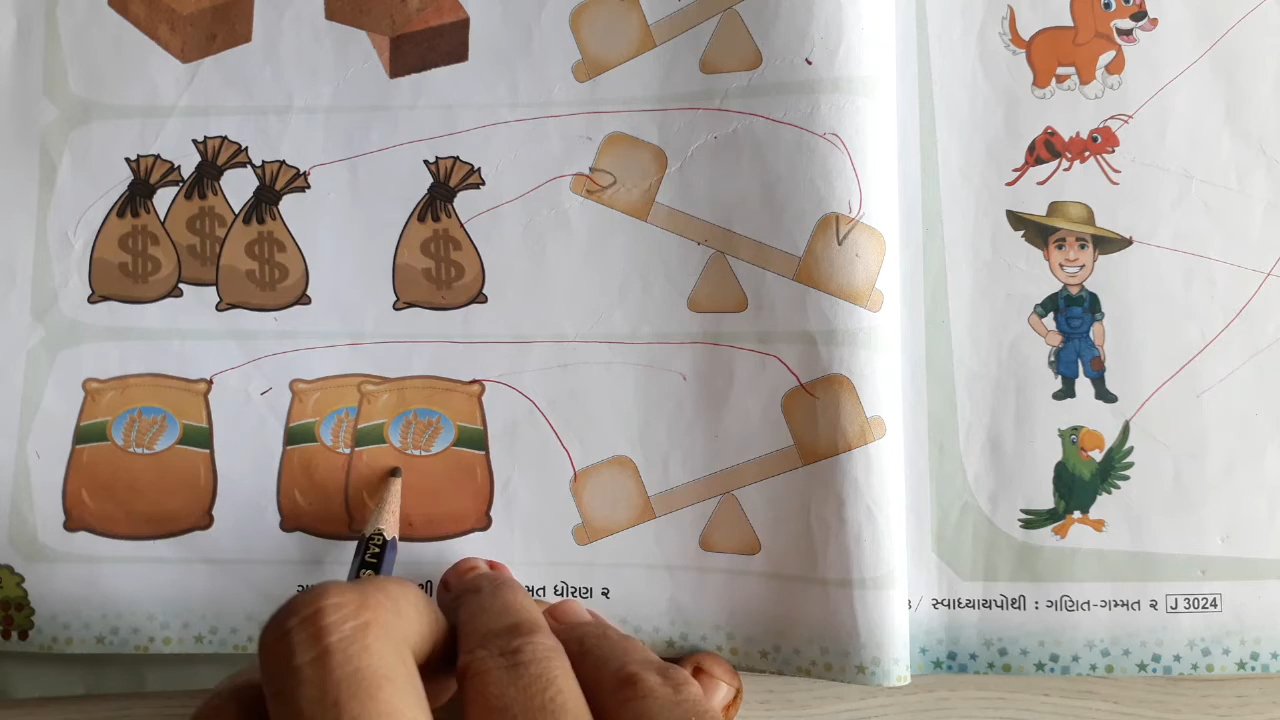 $ $ $ $
મત ધોરણ ૨
/ સ્વાધ્યાયપોથી : ગણિત-ગમ્મત ૨ J 3024